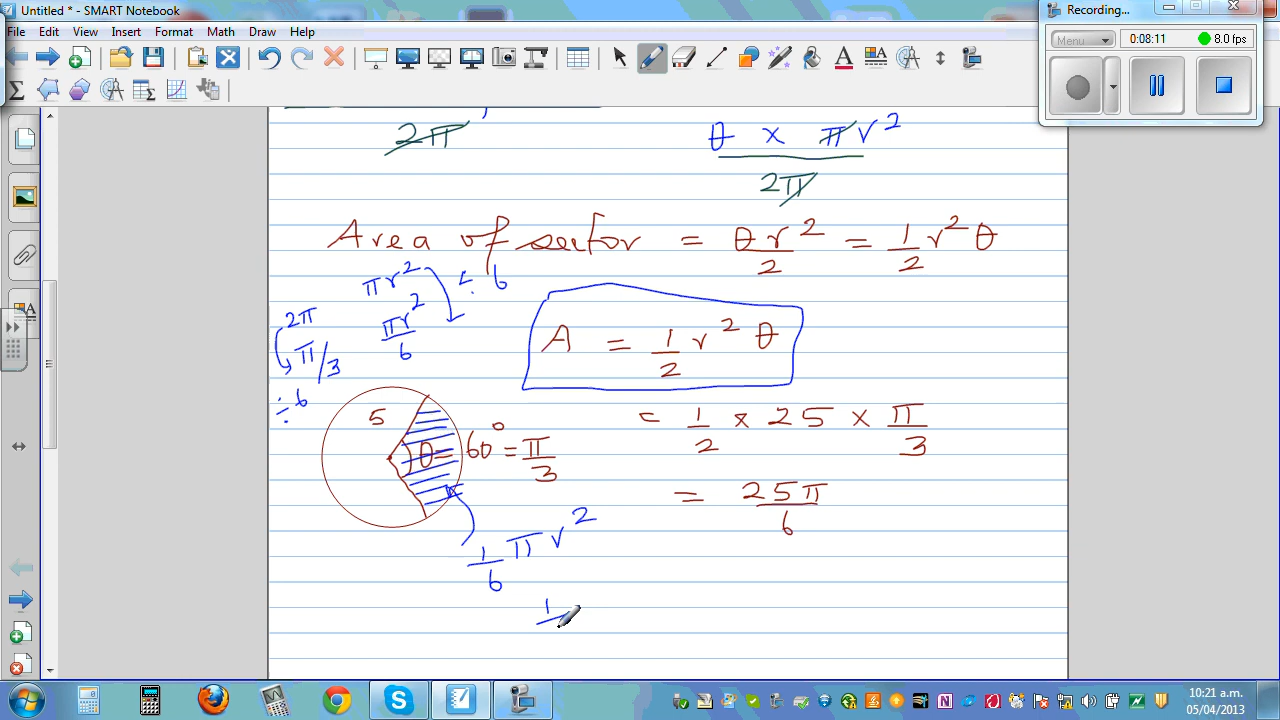 Untitled * - SMART Notebook
Recording...
File Edit View Insert Format Math Draw Help
Menu 00:08:11 8.0 fps
2π ,
θ × πr²
2π
Area of sector = θr²/2 = 1/2 r²θ
πr² ÷ 6
2π
πr²/6
π/3
÷6
A = 1/2 r² θ
5
θ = 60° = π/3
= 1/2 × 25 × π/3
= 25π/6
1/6 πr²
1
10:21 a.m.
05/04/2013